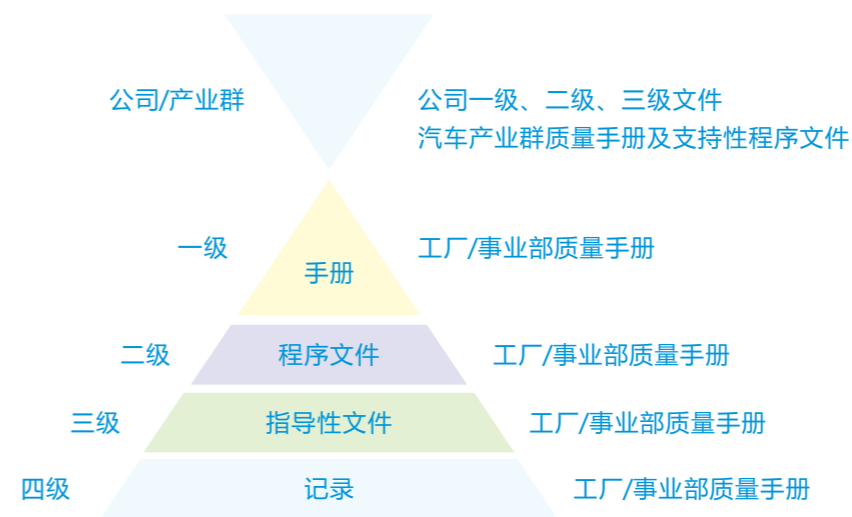 公司/产业群
公司一级、二级、三级文件
汽车产业群质量手册及支持性程序文件
一级
手册
工厂/事业部质量手册
二级
程序文件
工厂/事业部质量手册
三级
指导性文件
工厂/事业部质量手册
四级
记录
工厂/事业部质量手册